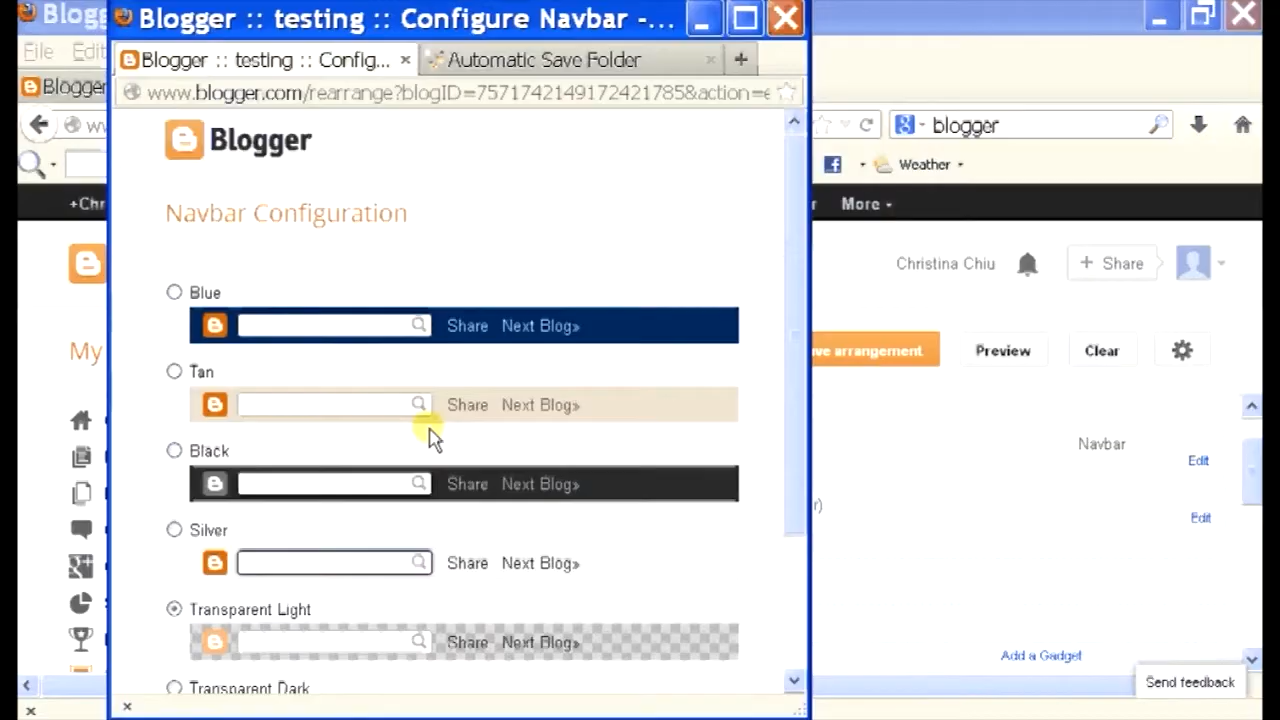 Blogger :: testing :: Configure Navbar -...
Blogg
File Edit
Blogger
Blogger :: testing :: Config...
Automatic Save Folder
www.blogger.com/rearrange?blogID=7571742149172421785&action=e
ww
blogger
Weather
+Chr
More
Blogger
Navbar Configuration
Christina Chiu
+ Share
My
ve arrangement
Preview
Clear
Blue
Share Next Blog»
Tan
Share Next Blog»
Black
Share Next Blog»
Silver
Share Next Blog»
Transparent Light
Share Next Blog»
Transparent Dark
Navbar
Edit
r)
Edit
Add a Gadget
Send feedback